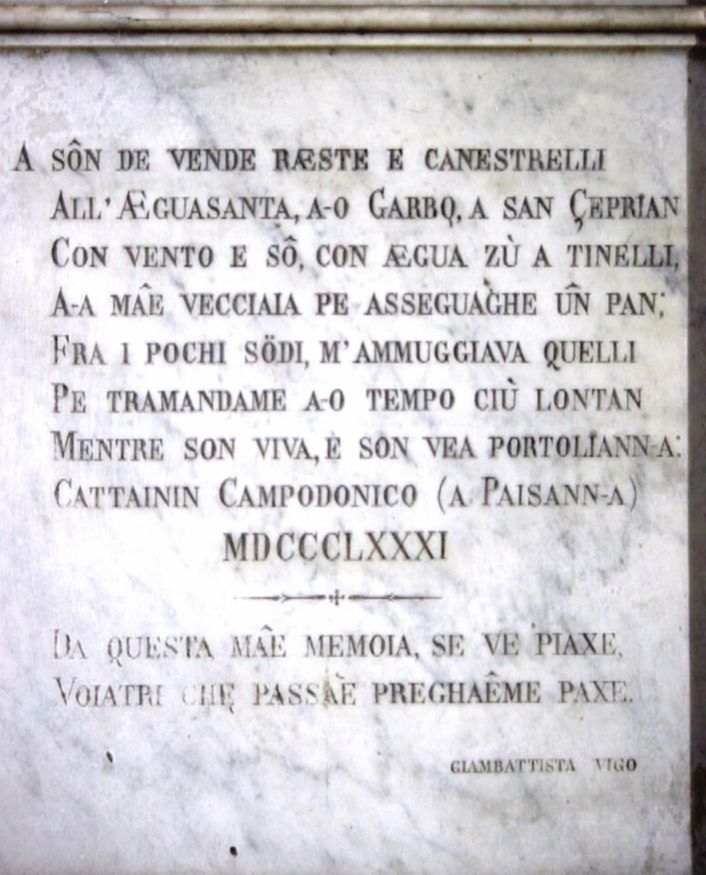 A SÔN DE VENDE RÆSTE E CANESTRELLI
ALL' ÆGUASANTA, A-O GARBO, A SAN ÇEPRIAN
CON VENTO E SÔ, CON ÆGUA ZÙ A TINELLI,
A-A MÂE VECCIAIA PE ASSEGUAGHE ÛN PAN;
FRA I POCHI SÖDI, M'AMMUGGIAVA QUELLI
PE TRAMANDAME A-O TEMPO CIÙ LONTAN
MENTRE SON VIVA, E SON VEA PORTOLIANN-A:
CATTAININ CAMPODONICO (A PAISANN-A)
MDCCCLXXXI
DA QUESTA MÂE MEMOIA, SE VE PIAXE,
VOIATRI CHE PASSÆ PREGHAÊME PAXE.
GIAMBATTISTA VIGO